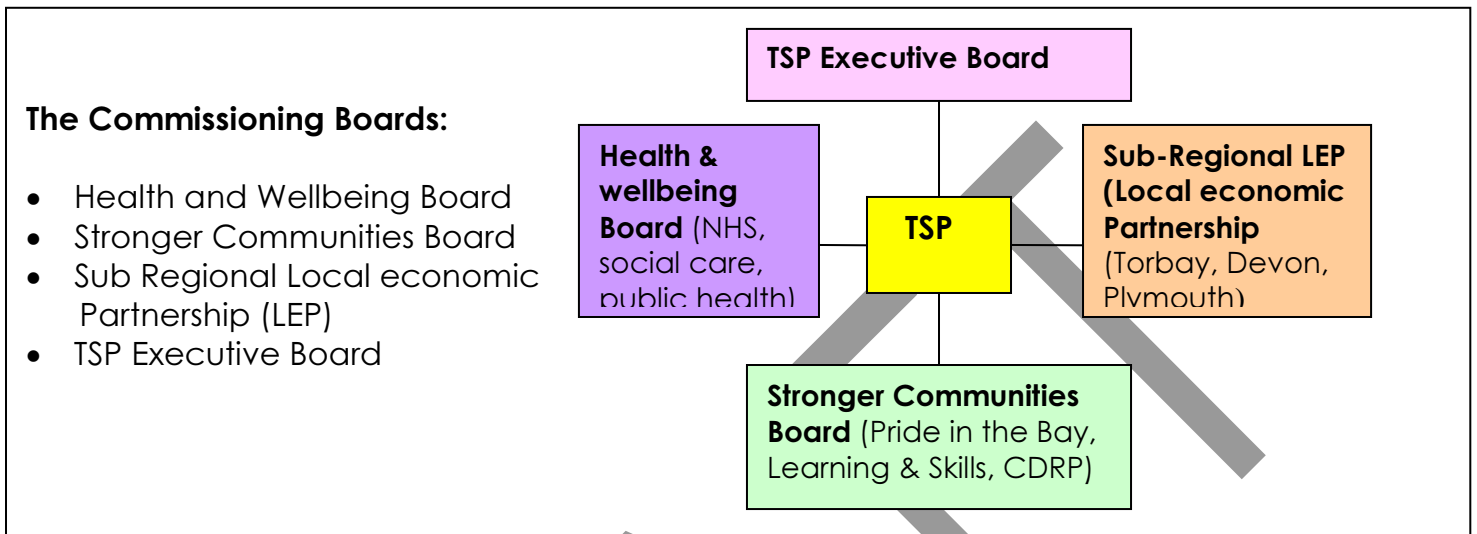 The Commissioning Boards:
• Health and Wellbeing Board
• Stronger Communities Board
• Sub Regional Local economic
Partnership (LEP)
• TSP Executive Board
TSP Executive Board
Health &
wellbeing
Board (NHS,
social care,
public health)
TSP
Sub-Regional LEP
(Local economic
Partnership
(Torbay, Devon,
Plymouth)
Stronger Communities
Board (Pride in the Bay,
Learning & Skills, CDRP)